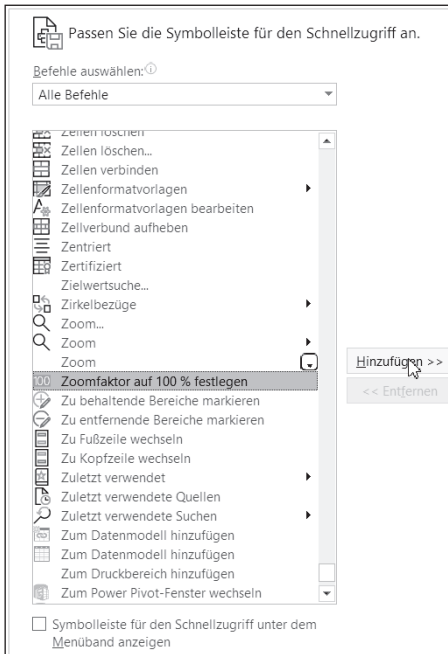 Passen Sie die Symbolleiste für den Schnellzugriff an.
Befehle auswählen:
Alle Befehle
Zellen löschen
Zellen löschen...
Zellen verbinden
Zellenformatvorlagen
Zellenformatvorlagen bearbeiten
Zellverbund aufheben
Zentriert
Zertifiziert
Zielwertsuche...
Zirkelbezüge
Zoom...
Zoom
Zoom
100 Zoomfaktor auf 100 % festlegen
Hinzufügen >>
<< Entfernen
Zu behaltende Bereiche markieren
Zu entfernende Bereiche markieren
Zu Fußzeile wechseln
Zu Kopfzeile wechseln
Zuletzt verwendet
Zuletzt verwendete Quellen
Zuletzt verwendete Suchen
Zum Datenmodell hinzufügen
Zum Datenmodell hinzufügen
Zum Druckbereich hinzufügen
Zum Power Pivot-Fenster wechseln
Symbolleiste für den Schnellzugriff unter dem
Menüband anzeigen